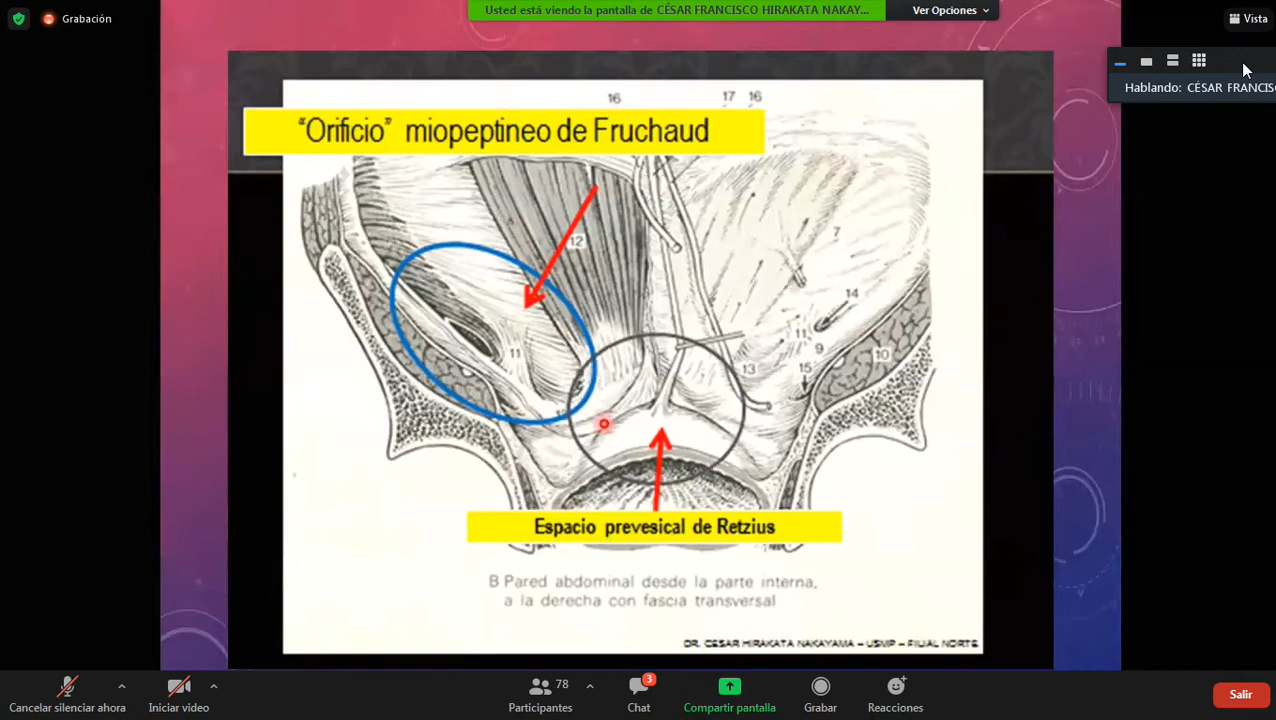 Grabación
Usted está viendo la pantalla de CÉSAR FRANCISCO HIRAKATA NAKAY...
Ver Opciones
Vista
Hablando: CÉSAR FRANCISC
16
17
16
“Orificio” miopeptineo de Fruchaud
12
7
14
11
11
9
10
15
13
Espacio prevesical de Retzius
B Pared abdominal desde la parte interna,
a la derecha con fascia transversal
DR. CESAR HIRAKATA NAKAYAMA – USMP – FILIAL NORTE
Cancelar silenciar ahora
Iniciar video
78
Participantes
3
Chat
Compartir pantalla
Grabar
Reacciones
Salir